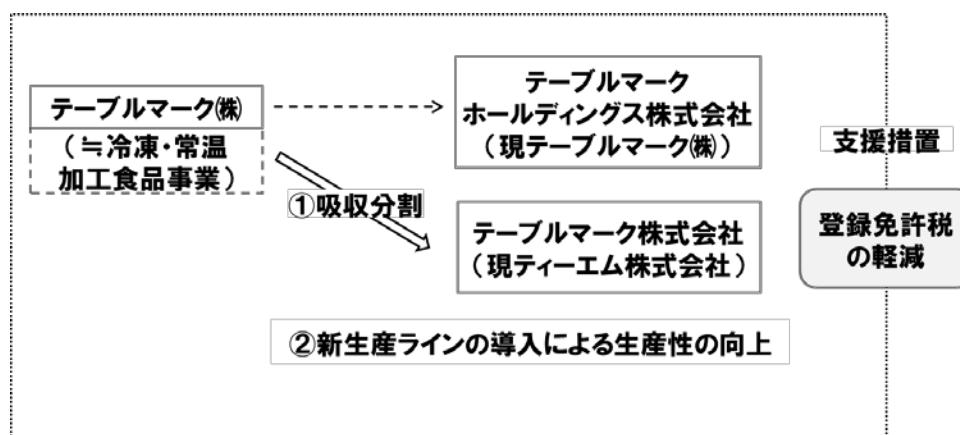 テーブルマーク㈱
（≒冷凍・常温
加工食品事業）
テーブルマーク
ホールディングス株式会社
（現テーブルマーク㈱）
①吸収分割
テーブルマーク株式会社
（現ティーエム株式会社）
支援措置
登録免許税
の軽減
②新生産ラインの導入による生産性の向上